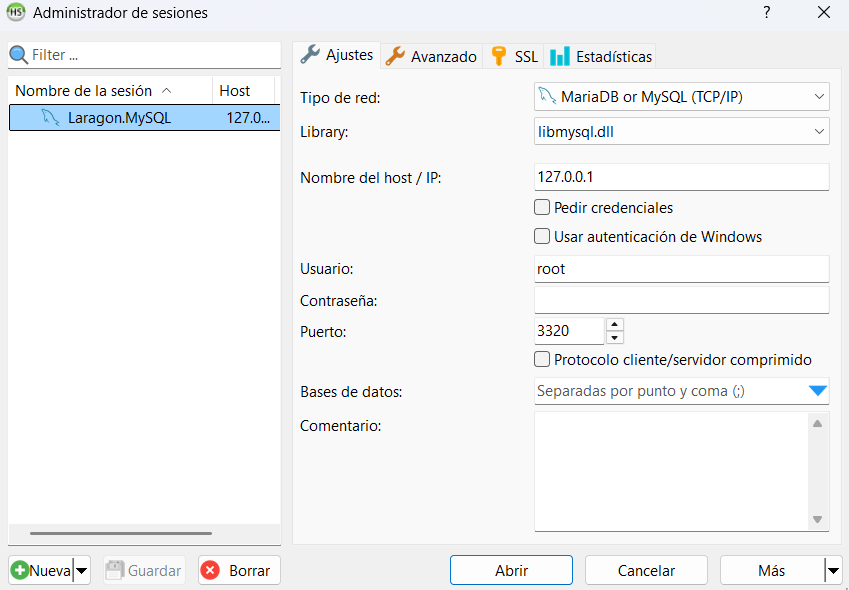 HS Administrador de sesiones ?
Filter ...
Nombre de la sesión Host
Laragon.MySQL 127.0...
Ajustes Avanzado SSL Estadísticas
Tipo de red: MariaDB or MySQL (TCP/IP)
Library: libmysql.dll
Nombre del host / IP: 127.0.0.1
Pedir credenciales
Usar autenticación de Windows
Usuario: root
Contraseña:
Puerto: 3320
Protocolo cliente/servidor comprimido
Bases de datos: Separadas por punto y coma (;)
Comentario:
Nueva Guardar Borrar Abrir Cancelar Más